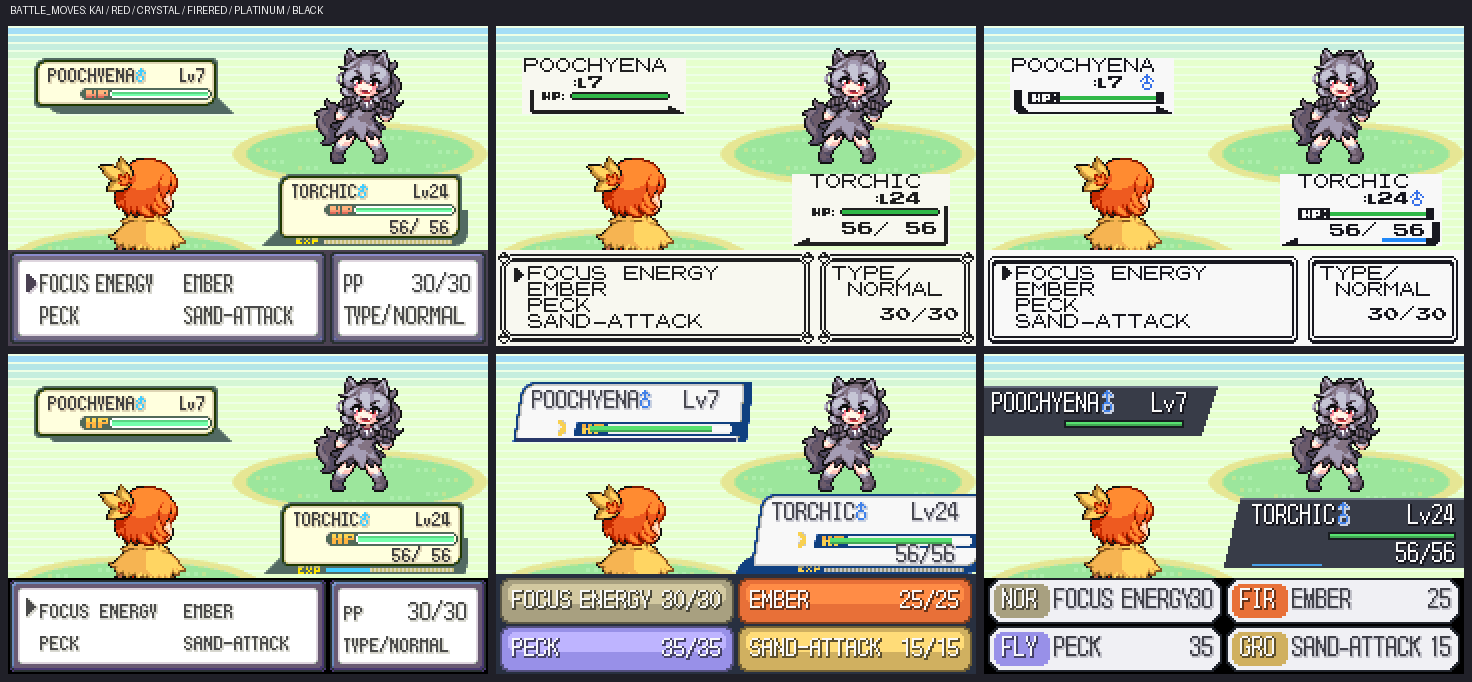 BATTLE_MOVES: KAI / RED / CRYSTAL / FIRERED / PLATINUM / BLACK
POOCHYENA♂ Lv7
HP
TORCHIC♂ Lv24
HP
56/ 56
EXP
▶FOCUS ENERGY EMBER
PECK SAND-ATTACK
PP 30/30
TYPE/NORMAL
POOCHYENA
:L7
HP:
TORCHIC
:L24
HP:
56/ 56
▶FOCUS ENERGY
EMBER
PECK
SAND-ATTACK
TYPE/
NORMAL
30/30
POOCHYENA
:L7 ♂
HP:
TORCHIC
:L24♂
HP:
56/ 56
▶FOCUS ENERGY
EMBER
PECK
SAND-ATTACK
TYPE/
NORMAL
30/30
POOCHYENA♂ Lv7
HP
TORCHIC♂ Lv24
HP
56/ 56
EXP
▶FOCUS ENERGY EMBER
PECK SAND-ATTACK
PP 30/30
TYPE/NORMAL
POOCHYENA♂ Lv7
HP
TORCHIC♂ Lv24
HP
56/56
EXP
FOCUS ENERGY 30/30
EMBER 25/25
PECK 35/35
SAND-ATTACK 15/15
POOCHYENA♂ Lv7
TORCHIC♂ Lv24
56/56
NOR FOCUS ENERGY30
FIR EMBER 25
FLY PECK 35
GRO SAND-ATTACK 15